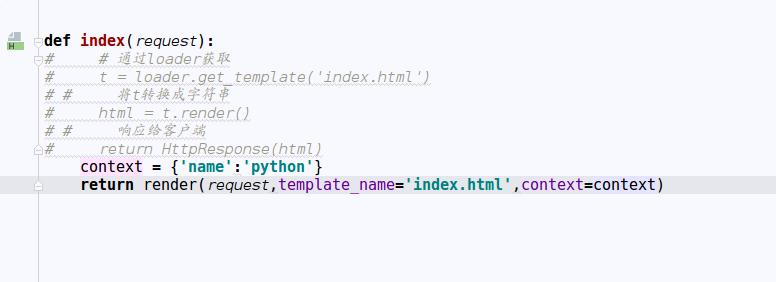 H
def index(request):
#     # 通过loader获取
#     t = loader.get_template('index.html')
# #     将t转换成字符串
#     html = t.render()
# #     响应给客户端
#     return HttpResponse(html)
    context = {'name':'python'}
    return render(request,template_name='index.html',context=context)